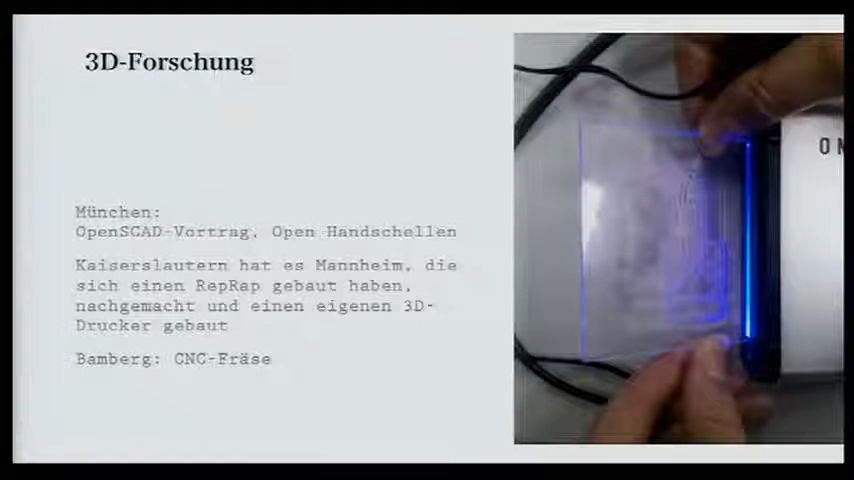 3D-Forschung
München:
OpenSCAD-Vortrag, Open Handschellen
Kaiserslautern hat es Mannheim, die
sich einen RepRap gebaut haben,
nachgemacht und einen eigenen 3D-
Drucker gebaut
Bamberg: CNC-Fräse